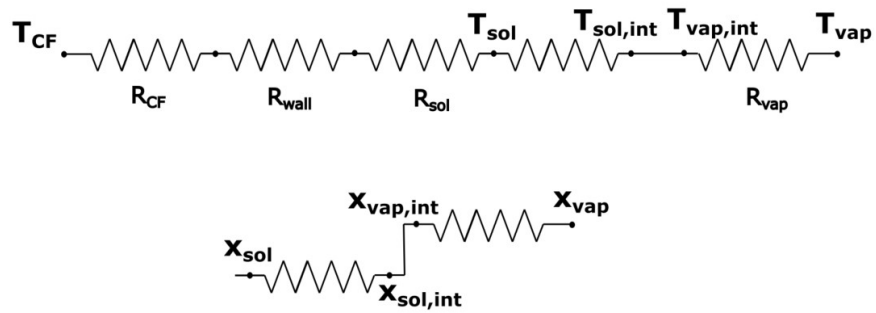 T_CF T_sol T_sol,int T_vap,int T_vap
R_CF R_wall R_sol R_vap
x_vap,int x_vap
x_sol
x_sol,int